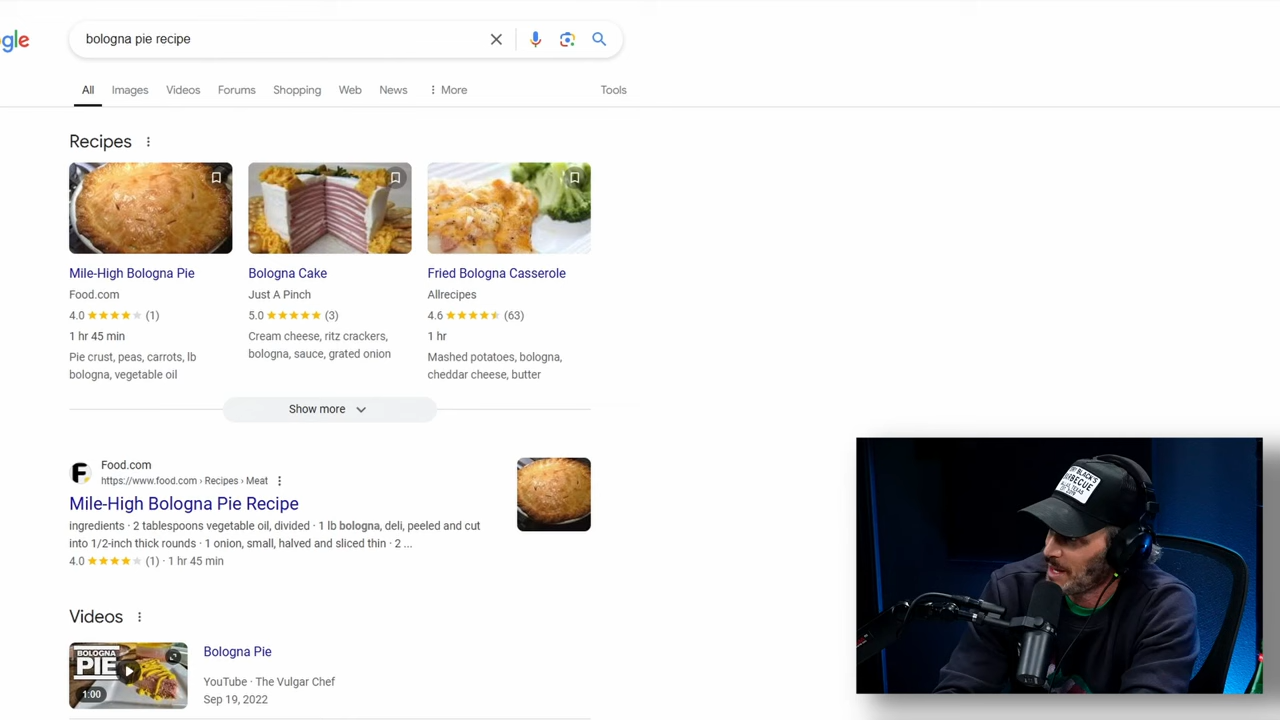 gle
bologna pie recipe
All Images Videos Forums Shopping Web News More Tools
Recipes
Mile-High Bologna Pie
Food.com
4.0 (1)
1 hr 45 min
Pie crust, peas, carrots, lb
bologna, vegetable oil
Bologna Cake
Just A Pinch
5.0 (3)
Cream cheese, ritz crackers,
bologna, sauce, grated onion
Fried Bologna Casserole
Allrecipes
4.6 (63)
1 hr
Mashed potatoes, bologna,
cheddar cheese, butter
Show more
F
Food.com
https://www.food.com › Recipes › Meat
Mile-High Bologna Pie Recipe
ingredients · 2 tablespoons vegetable oil, divided · 1 lb bologna, deli, peeled and cut
into 1/2-inch thick rounds · 1 onion, small, halved and sliced thin · 2 ...
4.0 (1) · 1 hr 45 min
Videos
BOLOGNA
PIE
1:00
Bologna Pie
YouTube · The Vulgar Chef
Sep 19, 2022
BLACK'S
BARBECUE
TEXAS